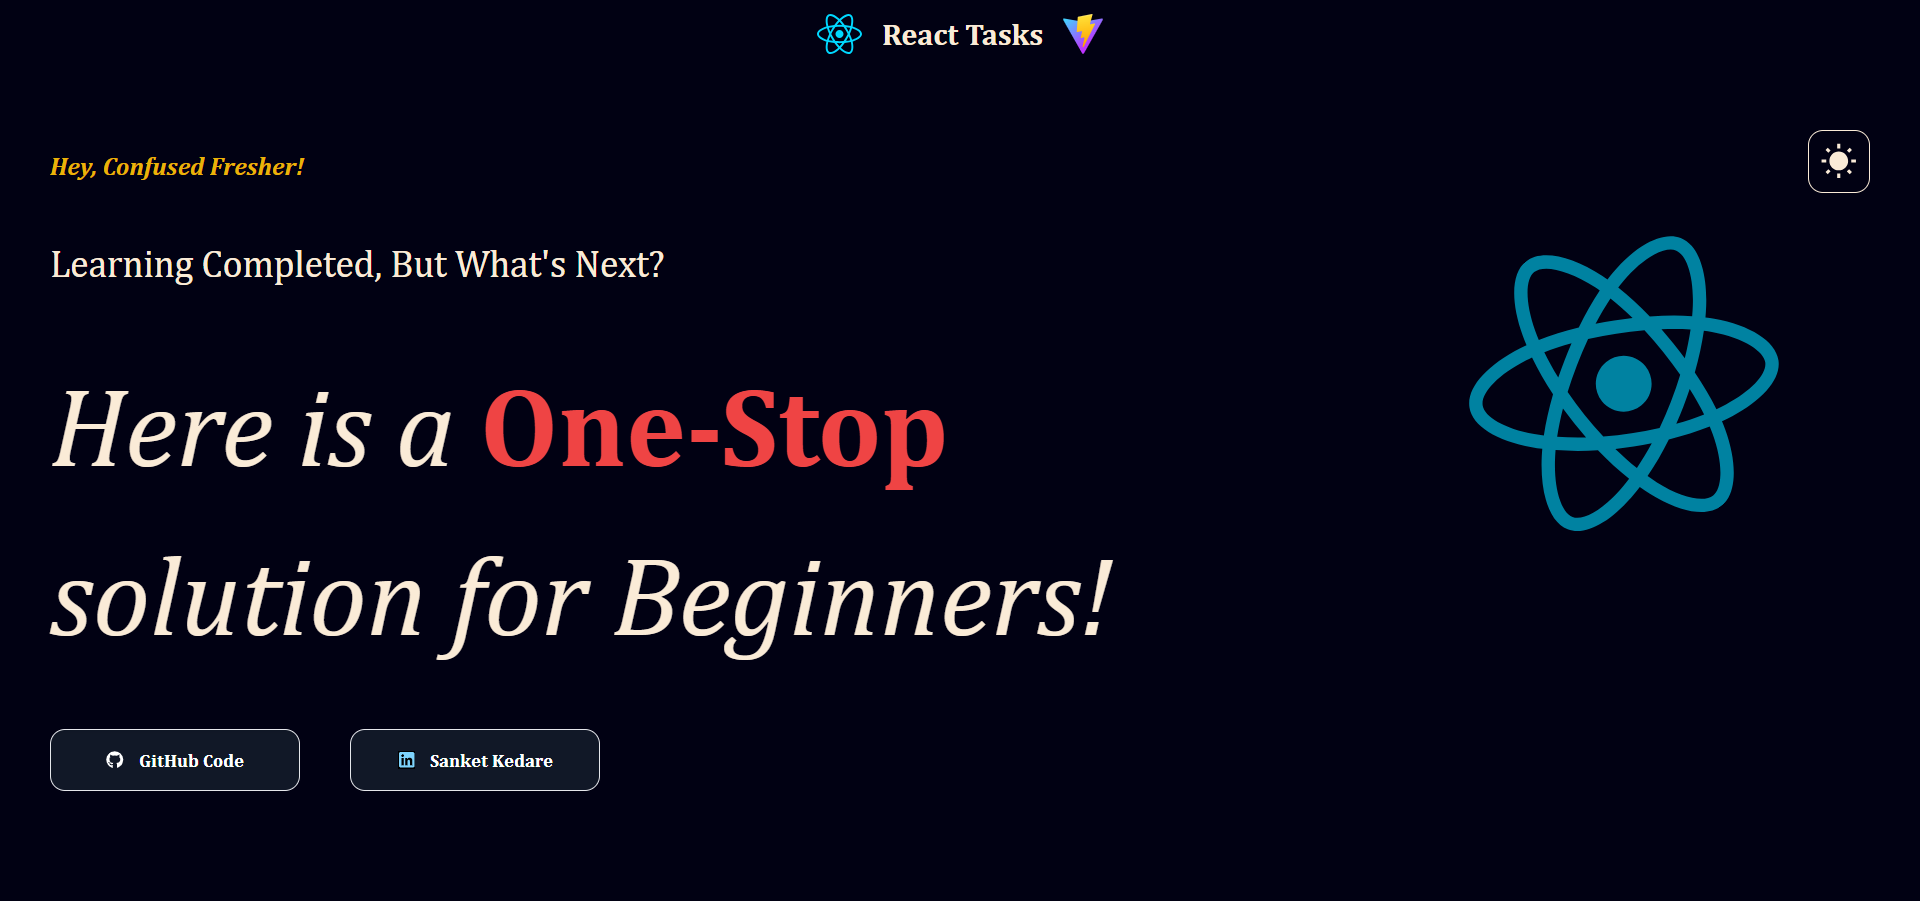 React Tasks
Hey, Confused Fresher!
Learning Completed, But What's Next?
Here is a One-Stop
solution for Beginners!
GitHub Code
Sanket Kedare